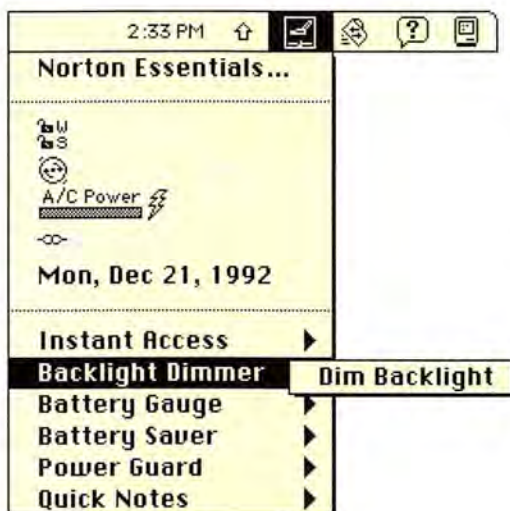 2:33 PM
Norton Essentials...
W
S
A/C Power
Mon, Dec 21, 1992
Instant Access
Backlight Dimmer
Dim Backlight
Battery Gauge
Battery Saver
Power Guard
Quick Notes